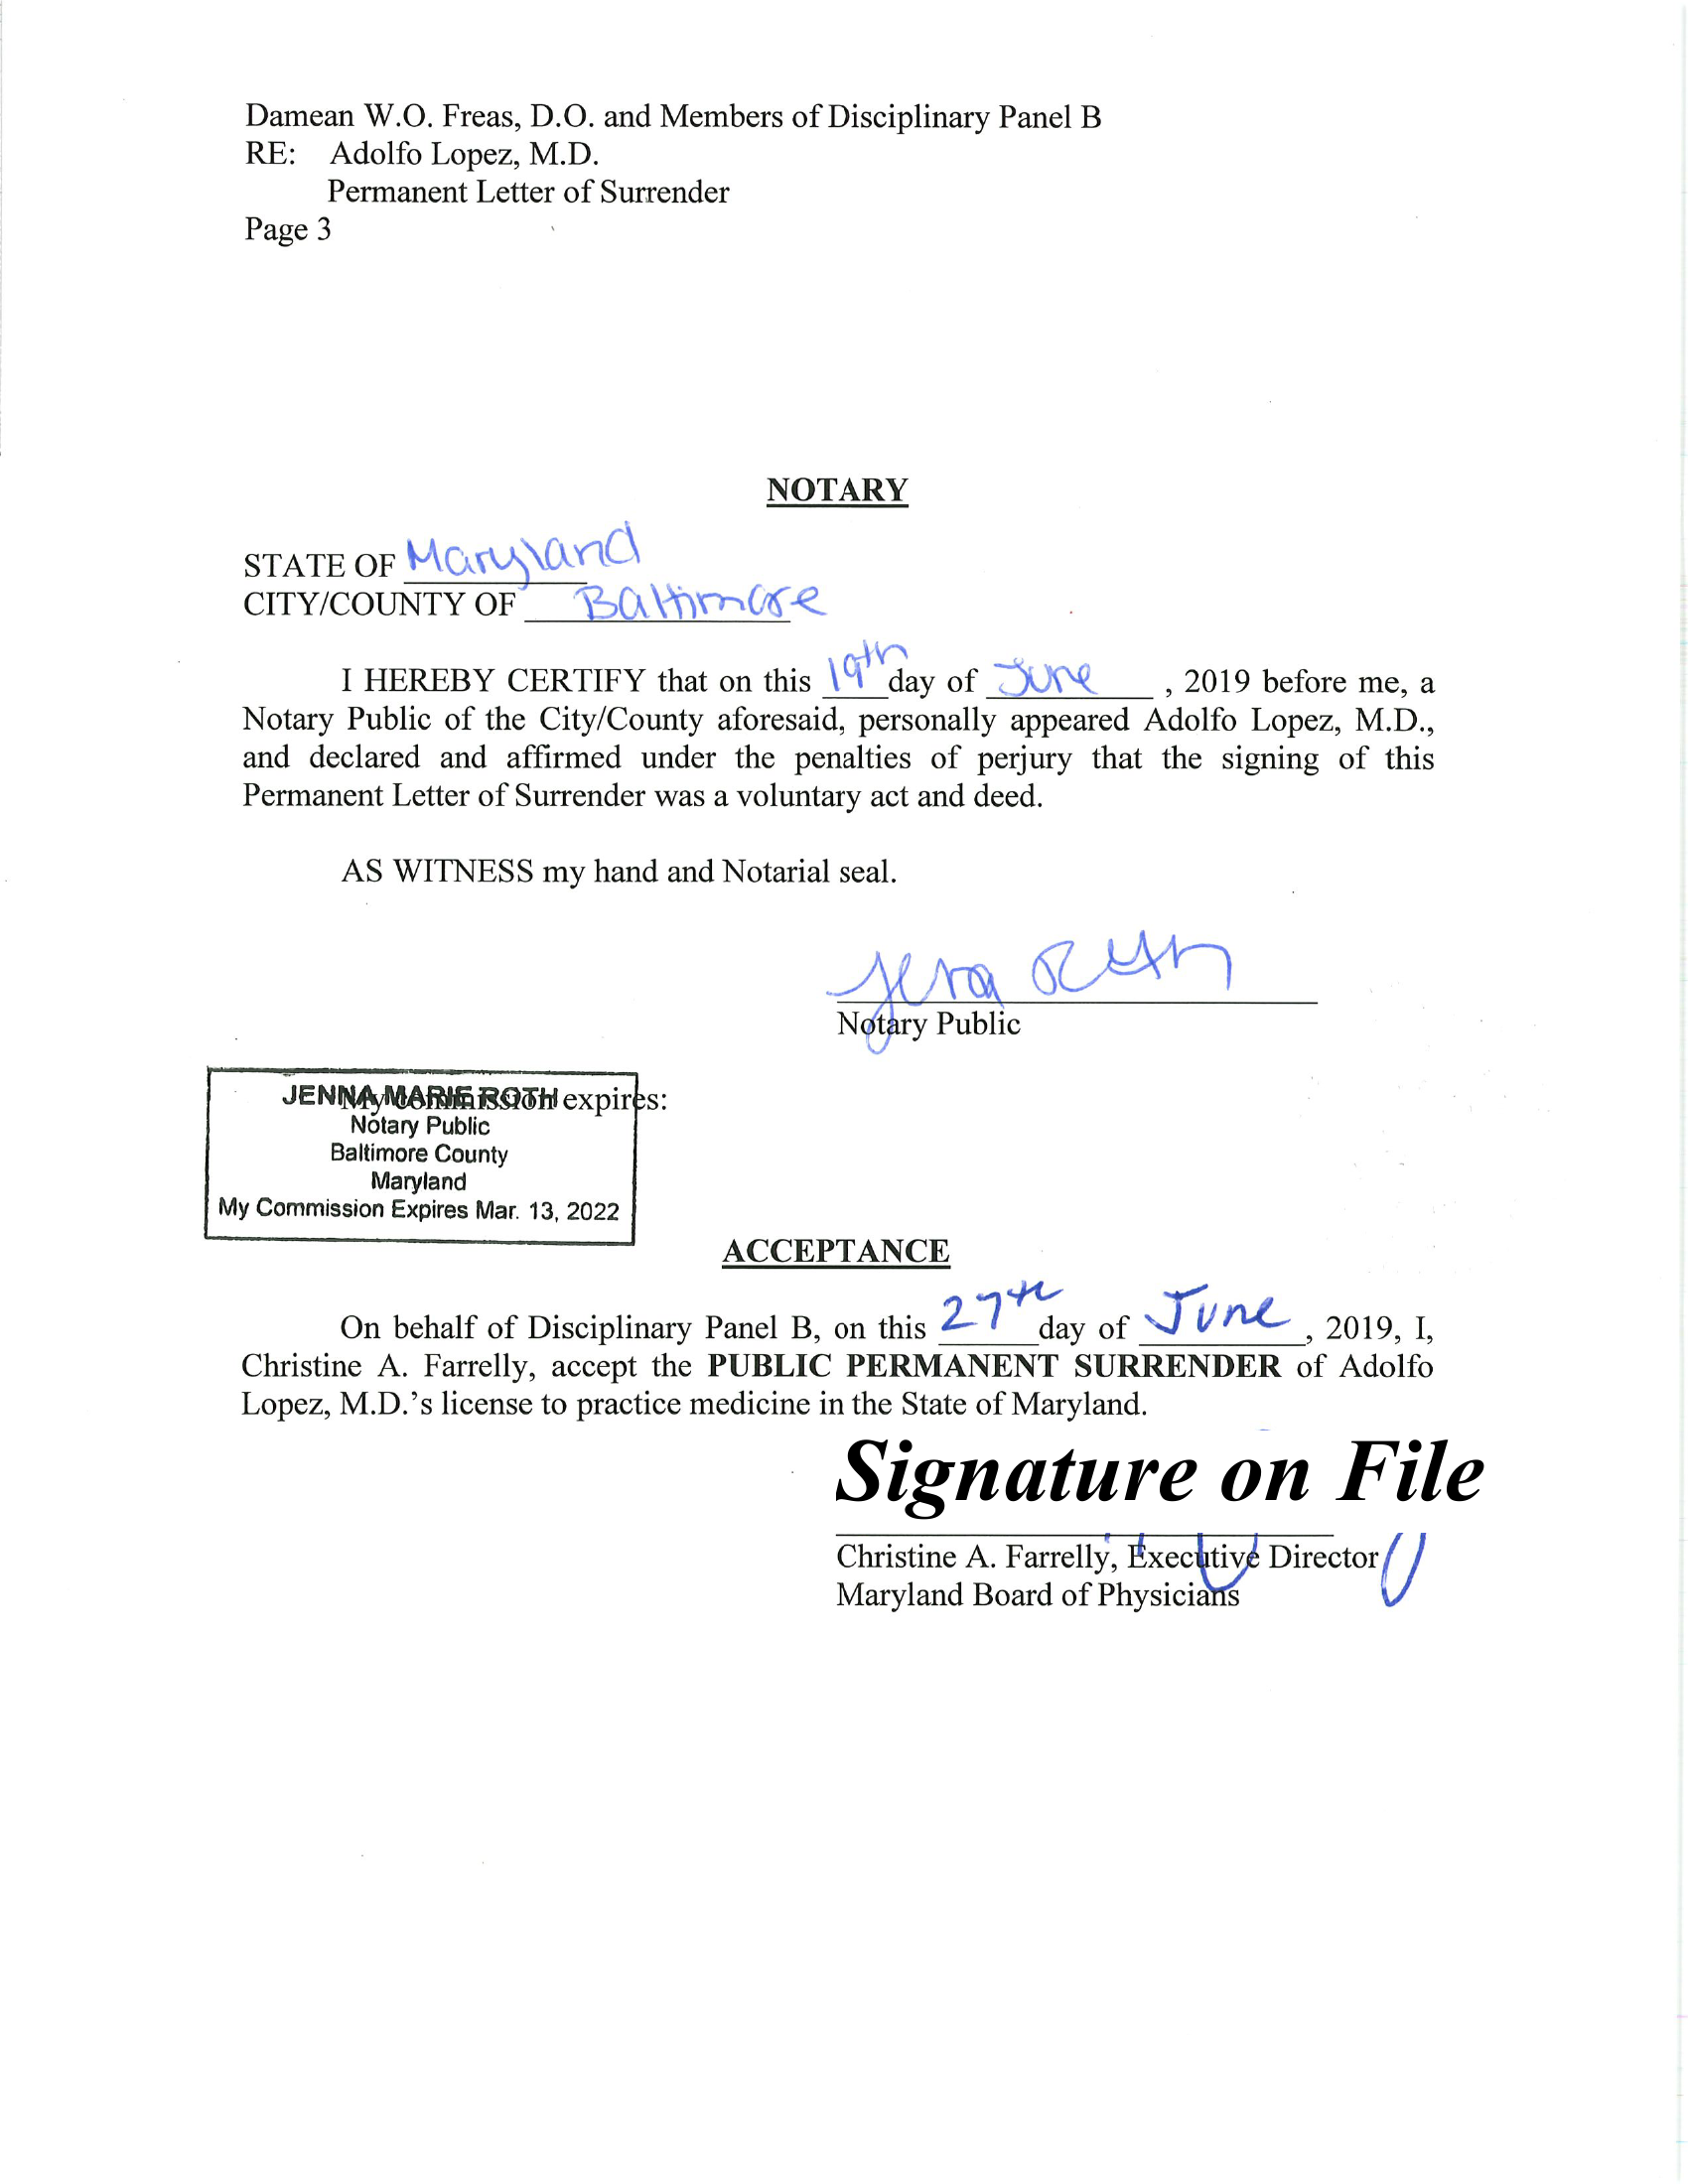 Damean W.O. Freas, D.O. and Members of Disciplinary Panel B
RE: Adolfo Lopez, M.D.
Permanent Letter of Surrender
Page 3
NOTARY
STATE OF Maryland
CITY/COUNTY OF Baltimore
I HEREBY CERTIFY that on this 19th day of June, 2019 before me, a
Notary Public of the City/County aforesaid, personally appeared Adolfo Lopez, M.D.,
and declared and affirmed under the penalties of perjury that the signing of this
Permanent Letter of Surrender was a voluntary act and deed.
AS WITNESS my hand and Notarial seal.
Jenna Roth
Notary Public
My Commission expires:
JENNA MARIE ROTH
Notary Public
Baltimore County
Maryland
My Commission Expires Mar. 13, 2022
ACCEPTANCE
On behalf of Disciplinary Panel B, on this 27th day of June, 2019, I,
Christine A. Farrelly, accept the PUBLIC PERMANENT SURRENDER of Adolfo
Lopez, M.D.’s license to practice medicine in the State of Maryland.
Signature on File
Christine A. Farrelly, Executive Director
Maryland Board of Physicians